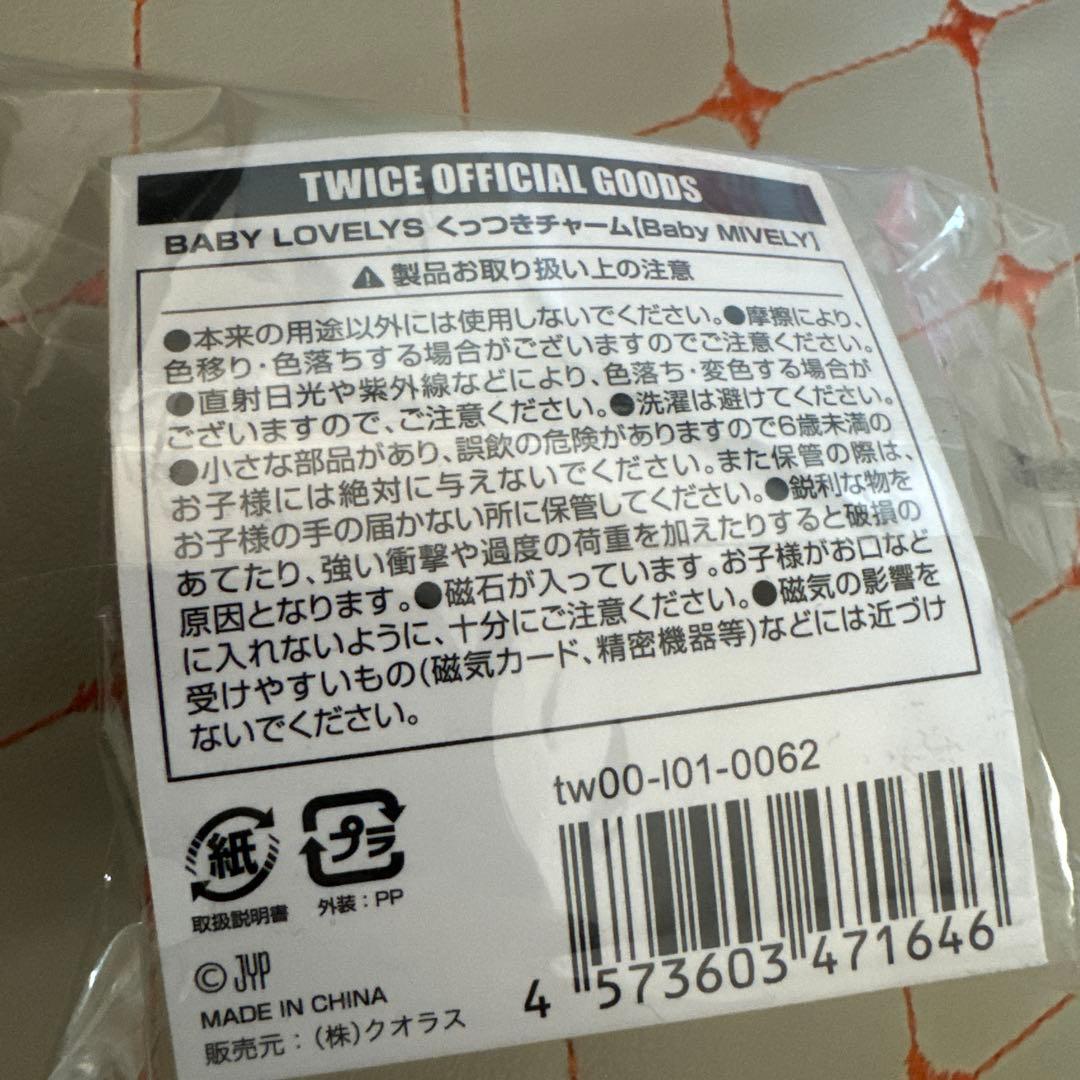 TWICE OFFICIAL GOODS
BABY LOVELYS くっつきチャーム[Baby MIVELY]
⚠製品お取り扱い上の注意
●本来の用途以外には使用しないでください。●摩擦により、
色移り・色落ちする場合がございますのでご注意ください。
●直射日光や紫外線などにより、色落ち・変色する場合が
ございますので、ご注意ください。●洗濯は避けてください。
●小さな部品があり、誤飲の危険がありますので6歳未満の
お子様には絶対に与えないでください。また保管の際は、
お子様の手の届かない所に保管してください。●鋭利な物を
あてたり、強い衝撃や過度の荷重を加えたりすると破損の
原因となります。●磁石が入っています。お子様がお口など
に入れないように、十分にご注意ください。●磁気の影響を
受けやすいもの(磁気カード、精密機器等)などには近づけ
ないでください。
tw00-I01-0062
紙
取扱説明書
プラ
外装:PP
4 573603 471646
© JYP
MADE IN CHINA
販売元:(株)クオラス